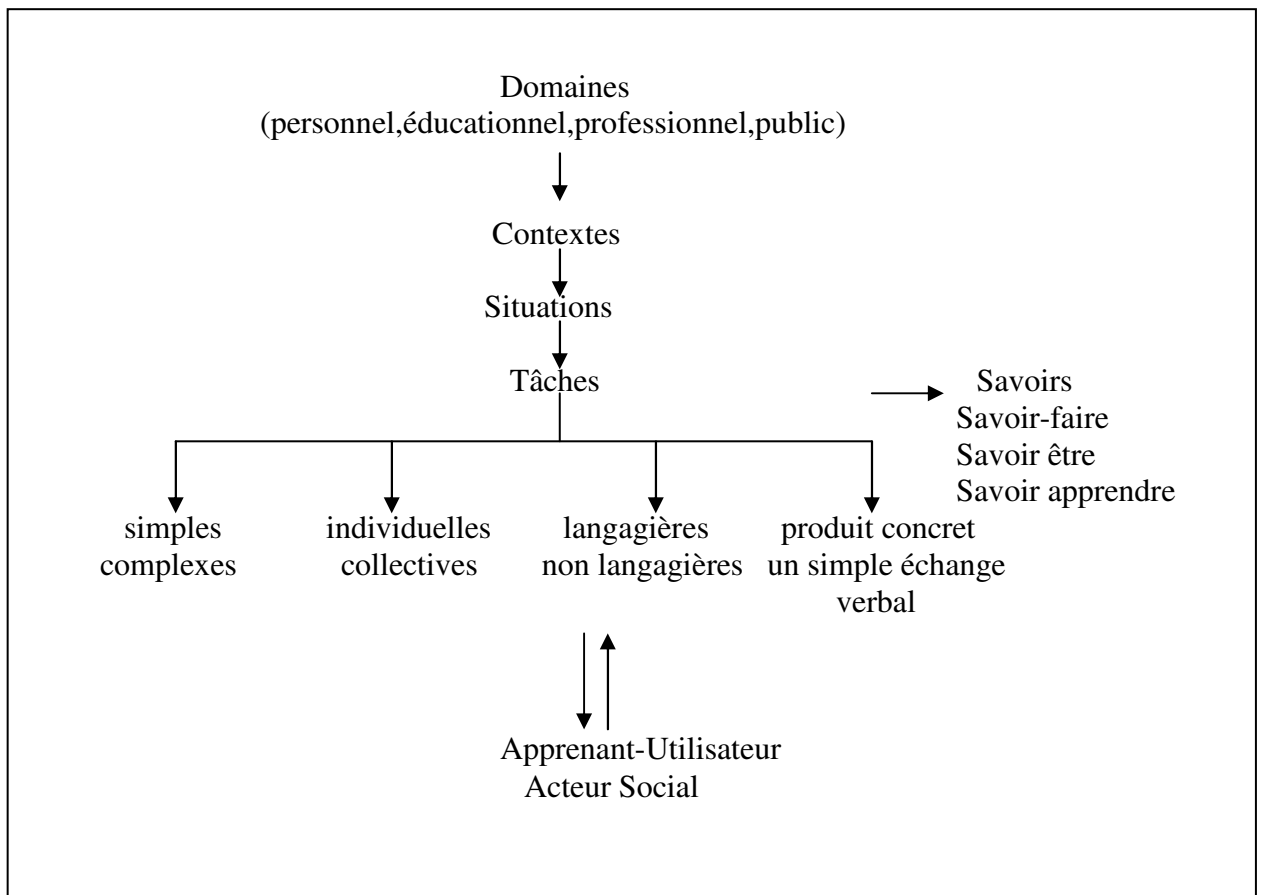 Domaines
(personnel,éducationnel,professionnel,public)
Contextes
Situations
Tâches
Savoirs
Savoir-faire
Savoir être
Savoir apprendre
simples
complexes
individuelles
collectives
langagières
non langagières
produit concret
un simple échange
verbal
Apprenant-Utilisateur
Acteur Social